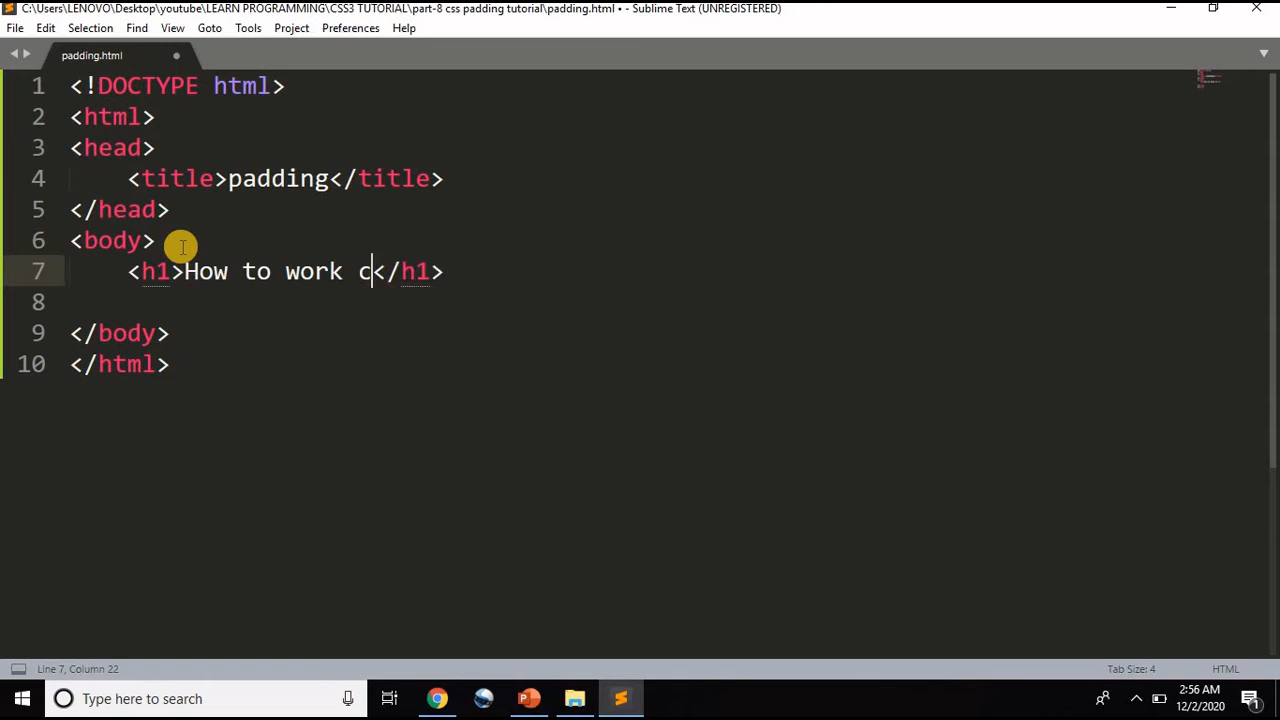 C:\Users\LENOVO\Desktop\youtube\LEARN PROGRAMMING\CSS3 TUTORIAL\part-8 css padding tutorial\padding.html • - Sublime Text (UNREGISTERED)
File Edit Selection Find View Goto Tools Project Preferences Help
padding.html
1 <!DOCTYPE html>
2 <html>
3 <head>
4 <title>padding</title>
5 </head>
6 <body>
7 <h1>How to work c</h1>
8
9 </body>
10 </html>
Line 7, Column 22 Tab Size: 4 HTML
Type here to search
2:56 AM
12/2/2020
1